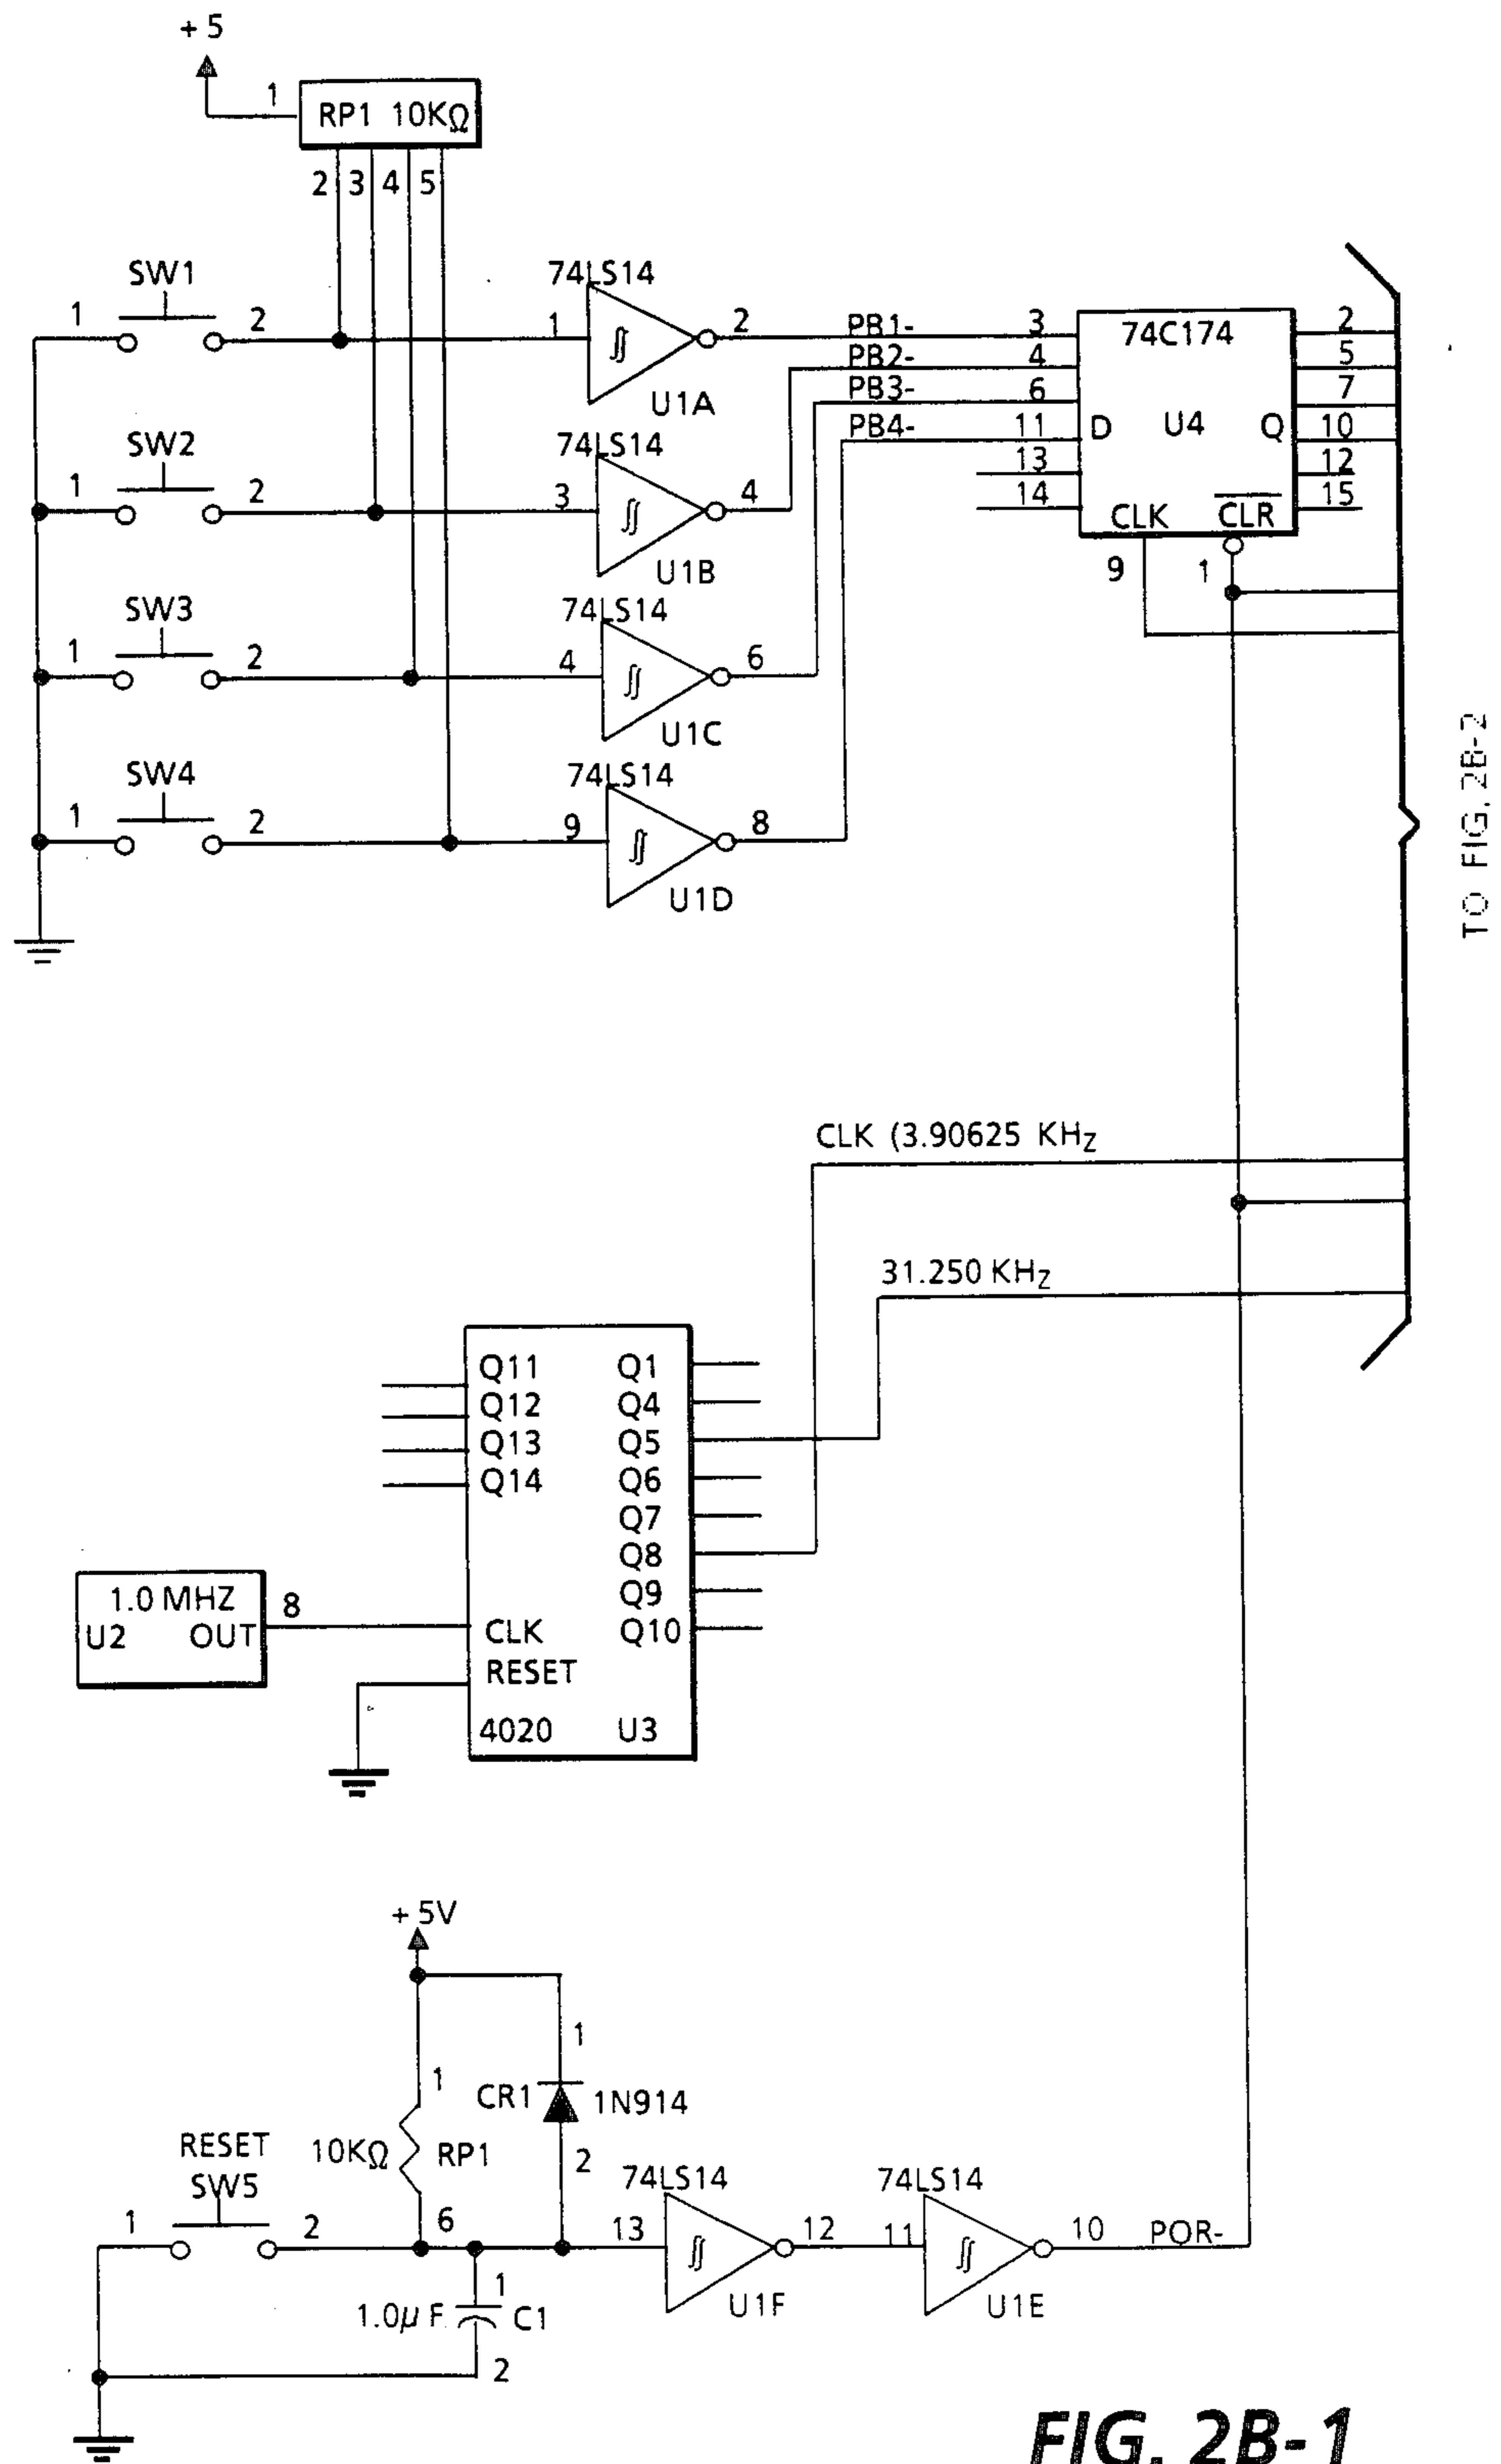 + 5
1
RP1 10KΩ
2 3 4 5
SW1
1 2
74LS14
1 2
U1A
PB1- 3
PB2- 4
PB3- 6
PB4- 11
13
14
74C174
D U4 Q
CLK CLR
2
5
7
10
12
15
9 1
SW2
1 2
74LS14
3 4
U1B
SW3
1 2
74LS14
4 6
U1C
SW4
1 2
74LS14
9 8
U1D
TO FIG. 2B-2
CLK (3.90625 KHZ
31.250 KHZ
Q11 Q1
Q12 Q4
Q13 Q5
Q14 Q6
Q7
Q8
Q9
CLK Q10
RESET
4020 U3
1.0 MHZ
U2 OUT
8
+ 5V
1
1
CR1 1N914
10KΩ RP1
2
6
RESET
SW5
1 2
74LS14
13 12
U1F
74LS14
11 10
U1E
POR-
1
1.0µF C1
2
FIG. 2B-1